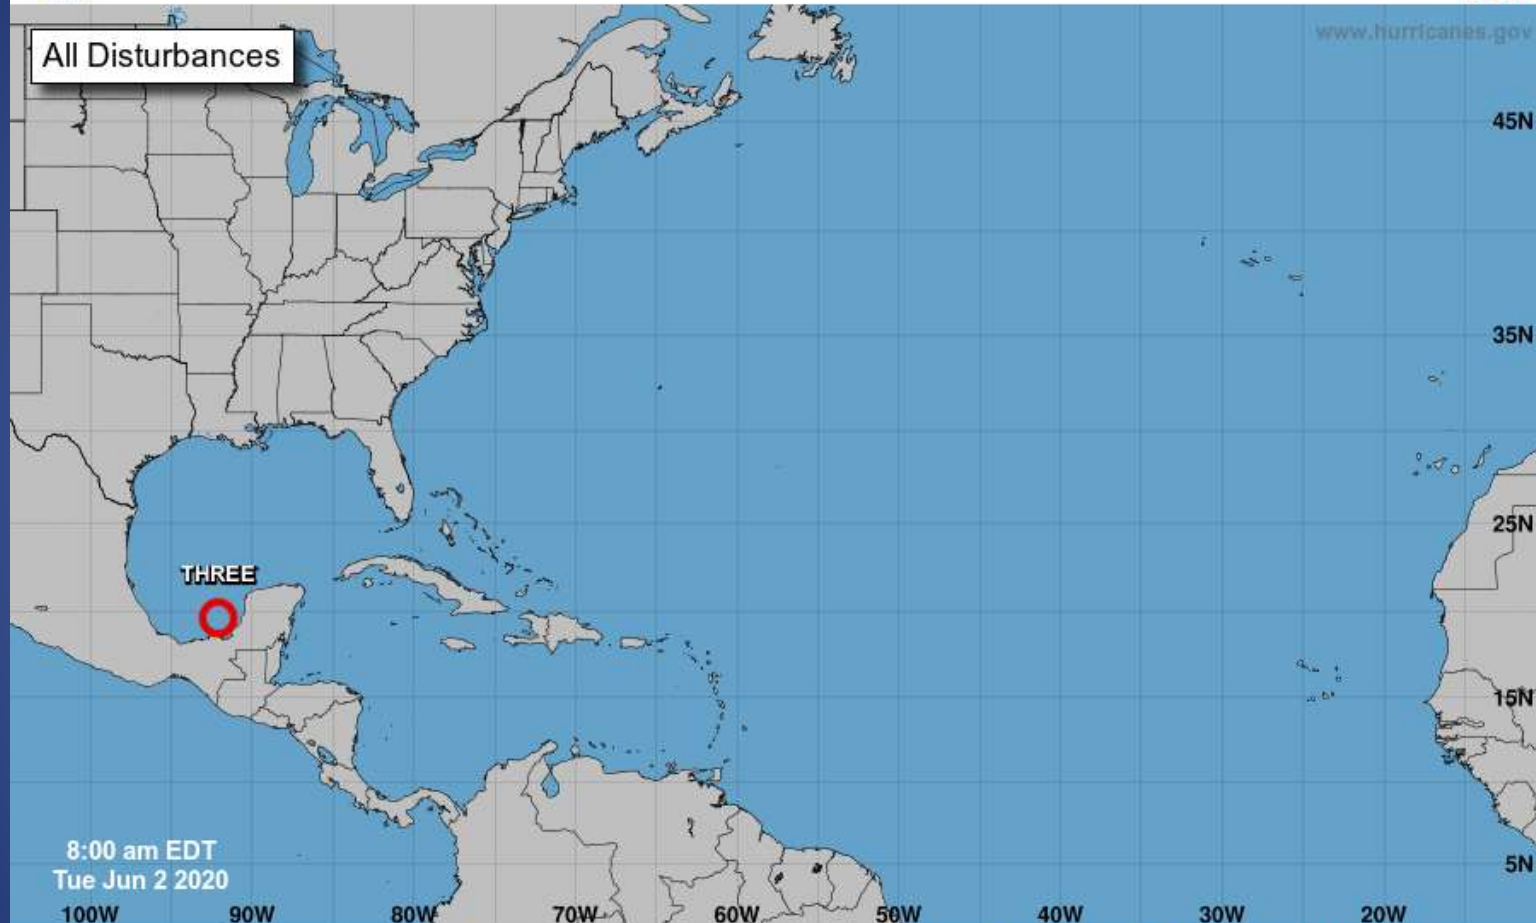 All Disturbances
www.hurricanes.gov
45N
35N
25N
THREE
15N
8:00 am EDT
Tue Jun 2 2020
5N
100W 90W 80W 70W 60W 50W 40W 30W 20W